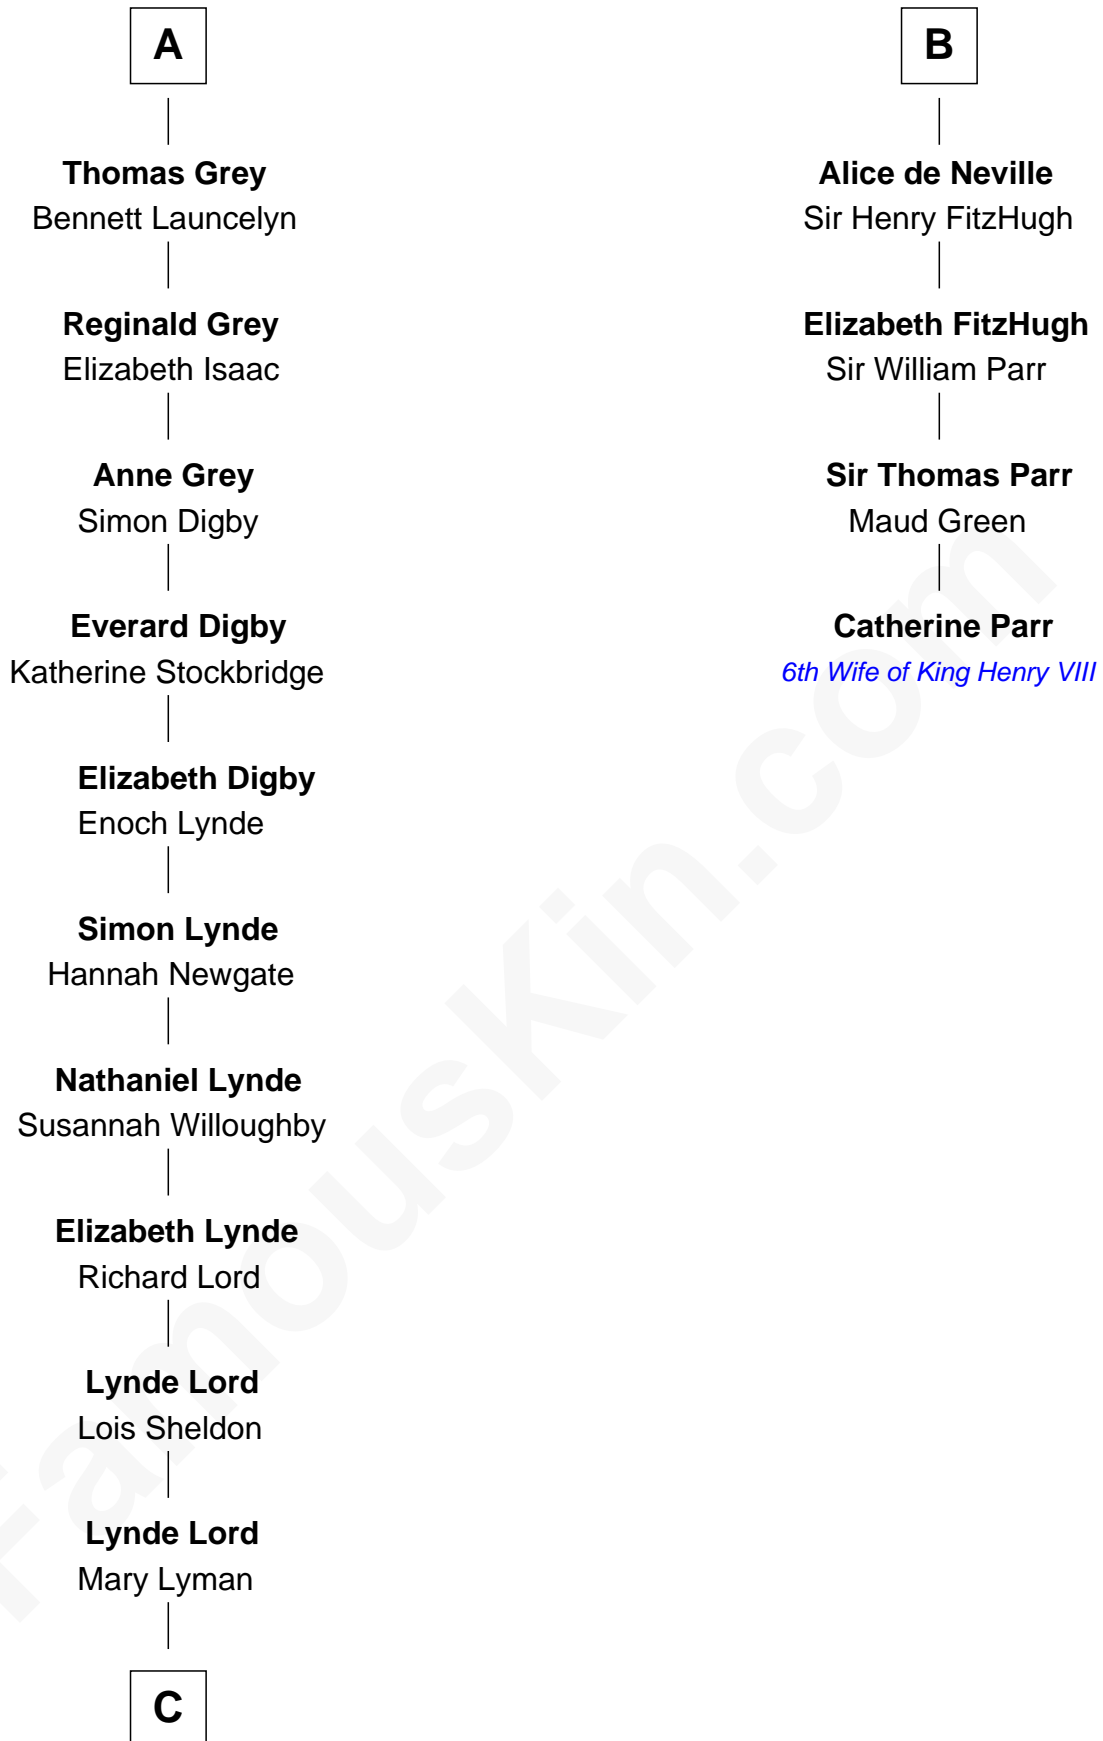 A
Thomas Grey
Bennett Launcelyn
Reginald Grey
Elizabeth Isaac
Anne Grey
Simon Digby
Everard Digby
Katherine Stockbridge
Elizabeth Digby
Enoch Lynde
Simon Lynde
Hannah Newgate
Nathaniel Lynde
Susannah Willoughby
Elizabeth Lynde
Richard Lord
Lynde Lord
Lois Sheldon
Lynde Lord
Mary Lyman
C
B
Alice de Neville
Sir Henry FitzHugh
Elizabeth FitzHugh
Sir William Parr
Sir Thomas Parr
Maud Green
Catherine Parr
6th Wife of King Henry VIII
FamousKin.com